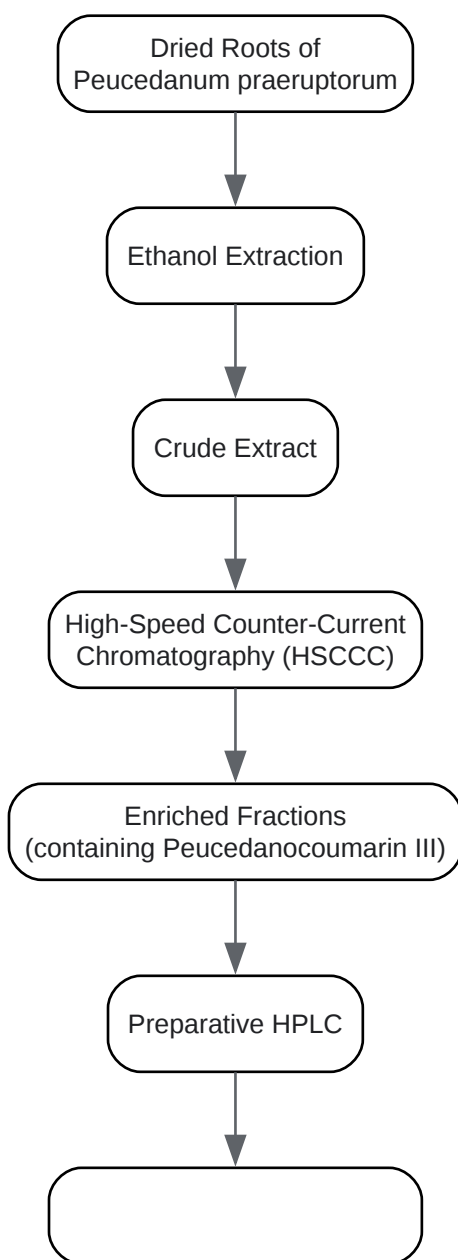 Dried Roots of
Peucedanum praeruptorum
Ethanol Extraction
Crude Extract
High-Speed Counter-Current
Chromatography (HSCCC)
Enriched Fractions
(containing Peucedanocoumarin III)
Preparative HPLC